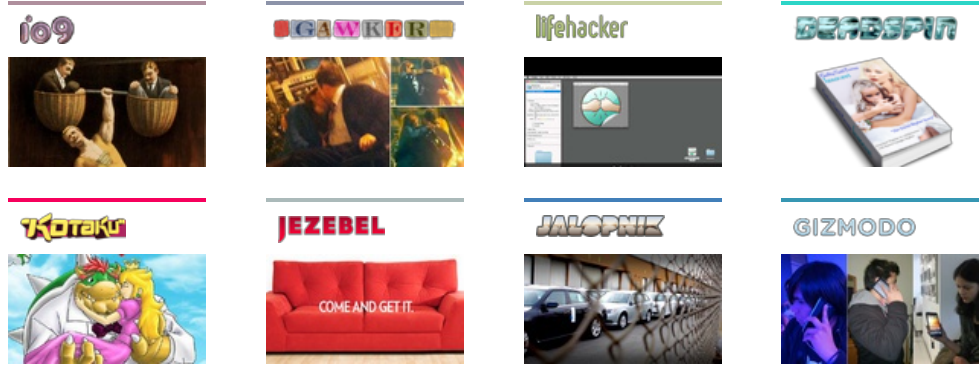 io9
GAWKER
lifehacker
DEADSPIN
KOTAKU
JEZEBEL
JALOPNIK
GIZMODO
COME AND GET IT.